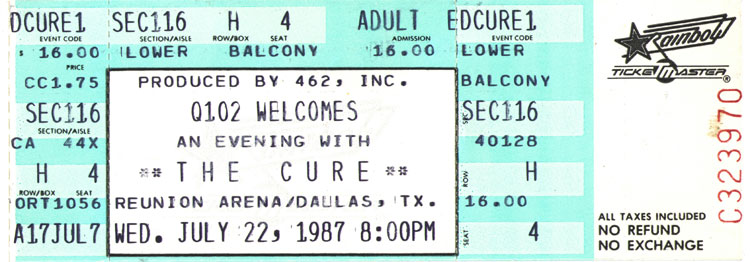 DCURE1 SEC116 H 4 ADULT EDCURE1
EVENT CODE SECTION/AISLE ROW/BOX SEAT ADMISSION EVENT CODE
$ 16.00 LOWER BALCONY 16.00 LOWER
PRICE
CC1.75 PRODUCED BY 462, INC. BALCONY
SEC116 Q102 WELCOMES SEC116
SECTION/AISLE
CA 44X AN EVENING WITH 40128
H 4 ** THE CURE ** H
ROW/BOX SEAT
ORT1056 REUNION ARENA/DALLAS, TX. 16.00
A17JUL7 WED. JULY 22, 1987 8:00PM 4
SEAT
Rainbow
TICKETMASTER®
C323970
ALL TAXES INCLUDED
NO REFUND
NO EXCHANGE